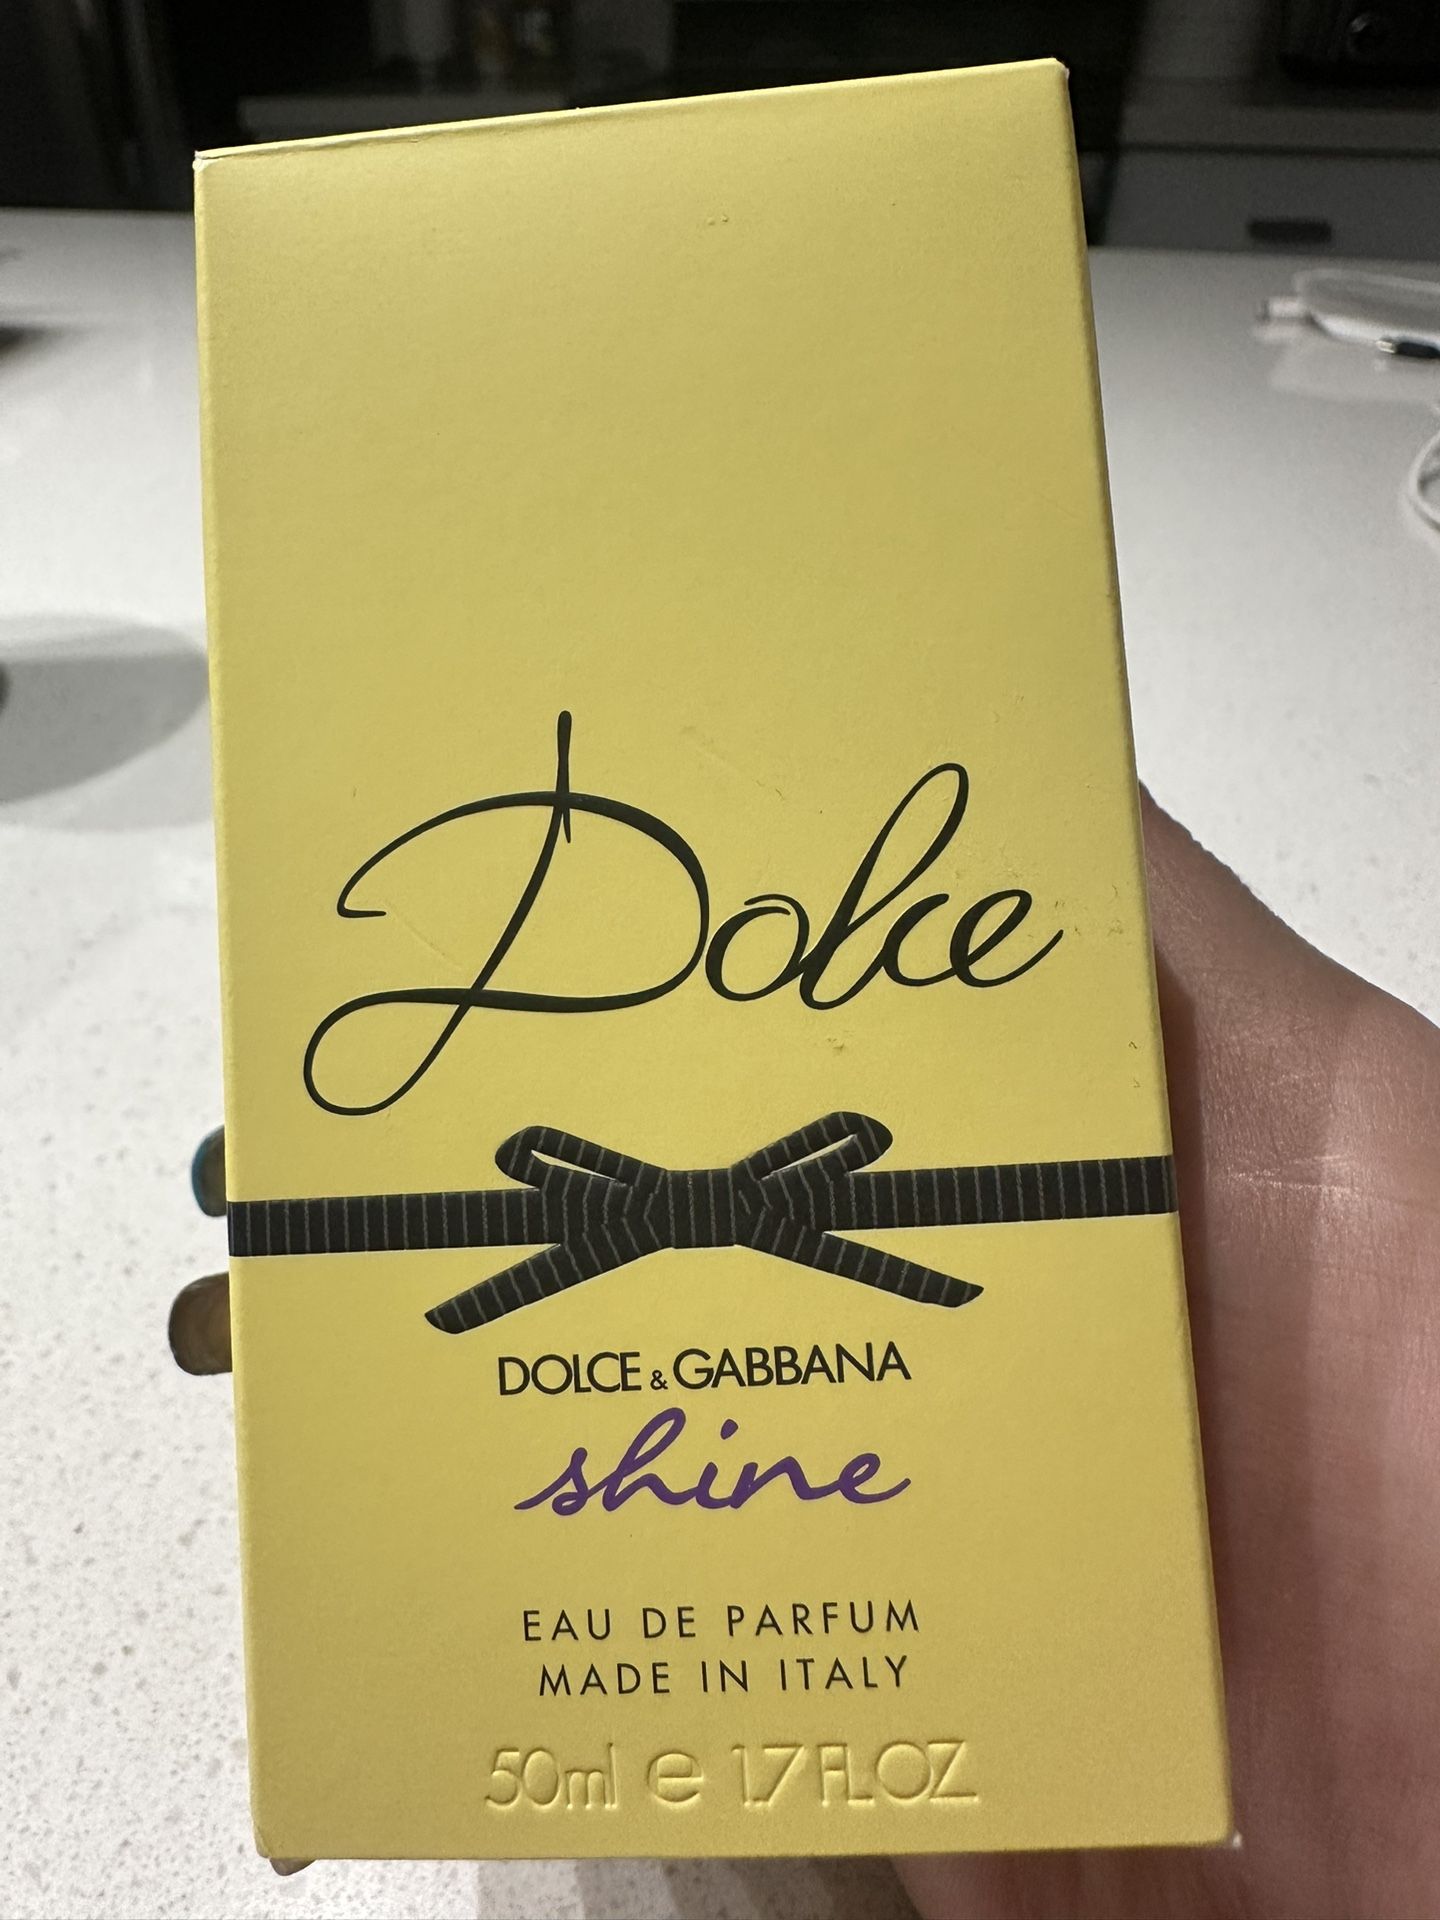 Dolce
DOLCE & GABBANA
shine
EAU DE PARFUM
MADE IN ITALY
50ml e 1.7 FL.OZ